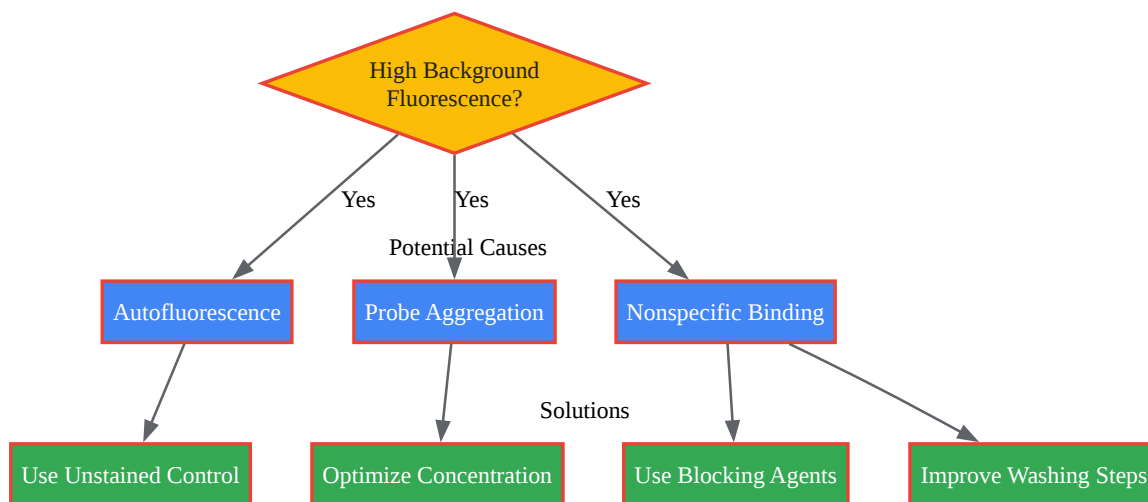 High Background
Fluorescence?
Yes
Yes
Yes
Potential Causes
Autofluorescence
Probe Aggregation
Nonspecific Binding
Solutions
Use Unstained Control
Optimize Concentration
Use Blocking Agents
Improve Washing Steps